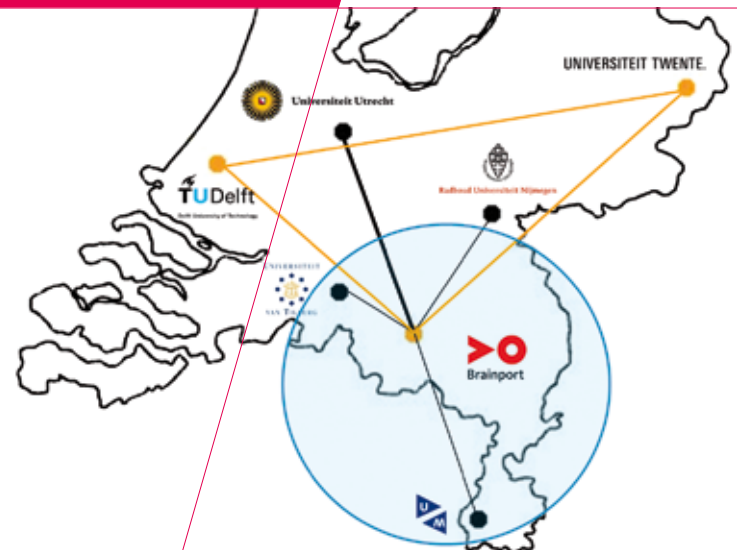 UNIVERSITEIT TWENTE.
Universiteit Utrecht
TUDelft
Delft University of Technology
Radboud Universiteit Nijmegen
UNIVERSITEIT
VAN TILBURG
Brainport
U
M